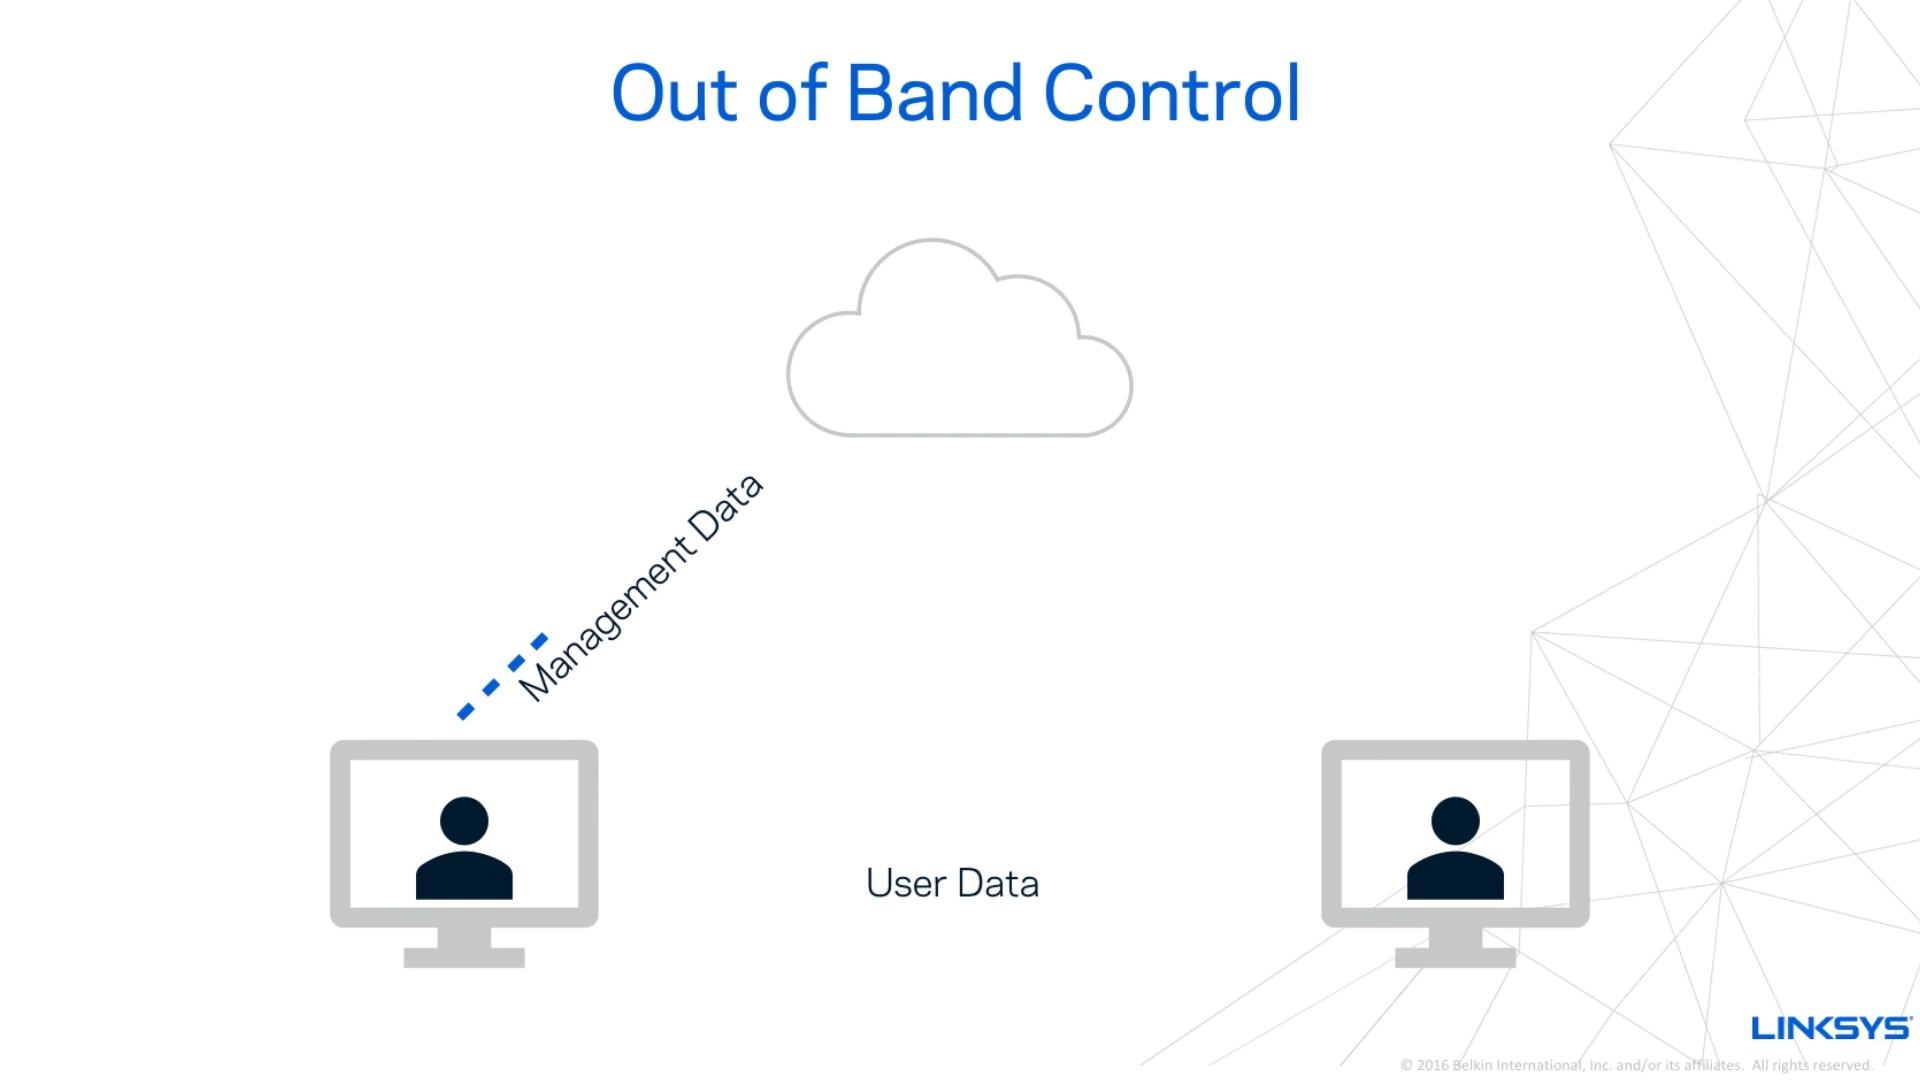 Out of Band Control
Management Data
User Data
LINKSYS
© 2016 Belkin International, Inc. and/or its affiliates. All rights reserved.